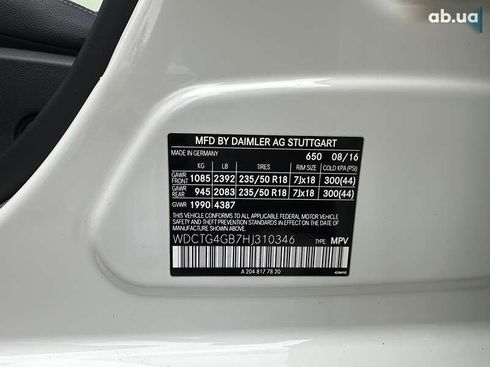 ab.ua
MFD BY DAIMLER AG STUTTGART
MADE IN GERMANY 650 08/16
KG LB TIRES RIM SIZE COLD KPA (PSI)
GAWR FRONT 1085 2392 235/50 R18 7Jx18 300(44)
GAWR REAR 945 2083 235/50 R18 7Jx18 300(44)
GVWR 1990 4387
THIS VEHICLE CONFORMS TO ALL APPLICABLE FEDERAL MOTOR VEHICLE
SAFETY AND THEFT PREVENTION STANDARDS IN EFFECT ON THE DATE OF
MANUFACTURE SHOWN ABOVE.
WDCTG4GB7HJ310346 TYPE: MPV
A 204 817 78 20